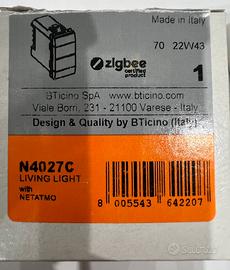 Made in Italy
70 22W43
zigbee
certified
product
1
BTicino SpA www.bticino.com
Viale Borri, 231 - 21100 Varese - Italy
Design & Quality by BTicino (Italy)
N4027C
LIVING LIGHT
with
NETATMO
8 005543 642207
subito